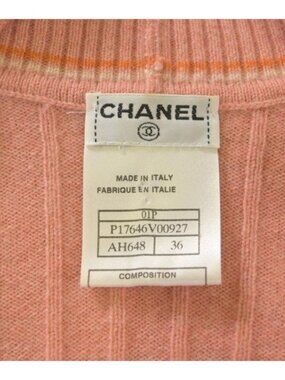 CHANEL
MADE IN ITALY
FABRIQUE EN ITALIE
01P
P17646V00927
AH648 36
COMPOSITION